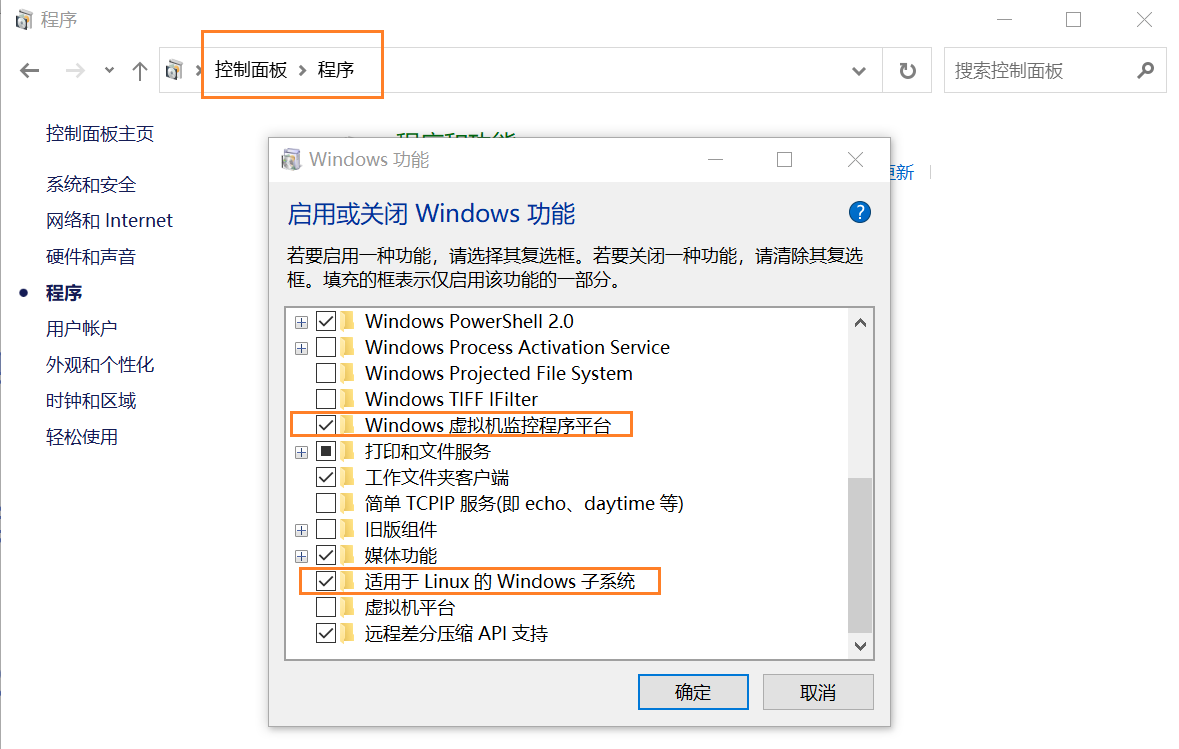 程序
控制面板 › 程序
搜索控制面板
控制面板主页
系统和安全
网络和 Internet
硬件和声音
程序
用户帐户
外观和个性化
时钟和区域
轻松使用
程序和功能
更新
Windows 功能
启用或关闭 Windows 功能
若要启用一种功能，请选择其复选框。若要关闭一种功能，请清除其复选
框。填充的框表示仅启用该功能的一部分。
Windows PowerShell 2.0
Windows Process Activation Service
Windows Projected File System
Windows TIFF IFilter
Windows 虚拟机监控程序平台
打印和文件服务
工作文件夹客户端
简单 TCPIP 服务(即 echo、daytime 等)
旧版组件
媒体功能
适用于 Linux 的 Windows 子系统
虚拟机平台
远程差分压缩 API 支持
确定
取消